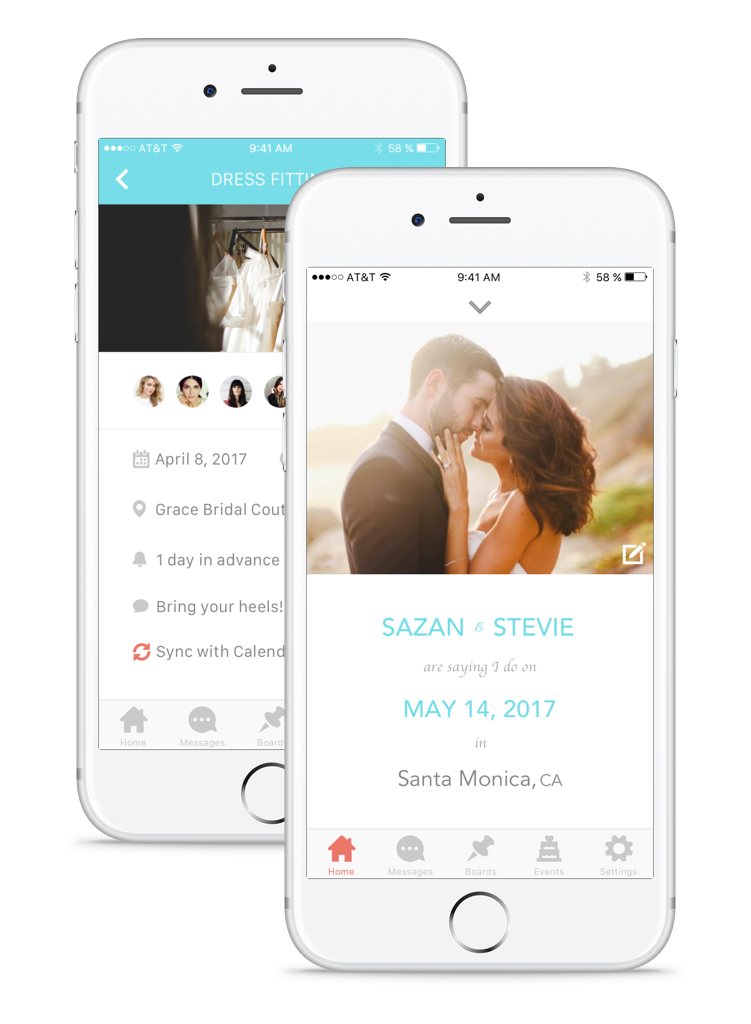 AT&T 9:41 AM 58 %
DRESS FITTIN
April 8, 2017
Grace Bridal Cout
1 day in advance
Bring your heels!
Sync with Calend
Home Messages Board
AT&T 9:41 AM 58 %
SAZAN & STEVIE
are saying I do on
MAY 14, 2017
in
Santa Monica, CA
Home Messages Boards Events Settings